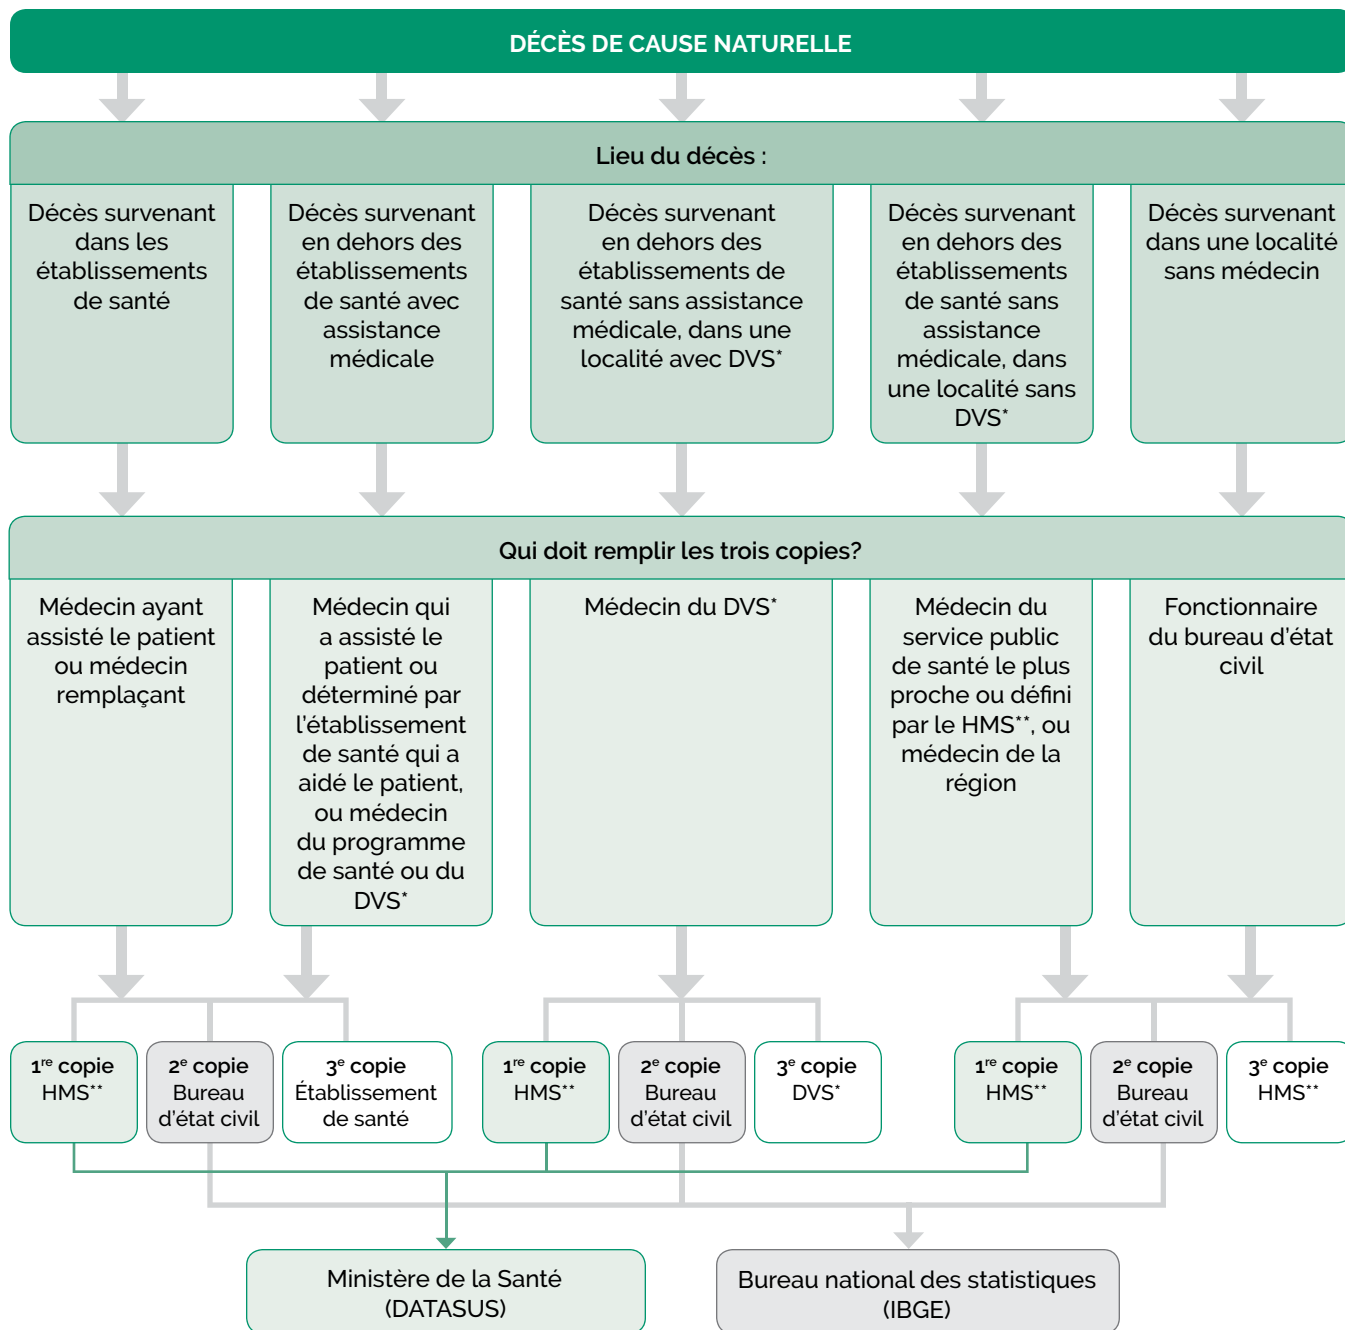 DÉCÈS DE CAUSE NATURELLE
Lieu du décès :
Décès survenant
dans les
établissements
de santé
Décès survenant
en dehors des
établissements
de santé avec
assistance
médicale
Décès survenant
en dehors des
établissements de
santé sans assistance
médicale, dans une
localité avec DVS*
Décès survenant
en dehors des
établissements
de santé sans
assistance
médicale, dans
une localité sans
DVS*
Décès survenant
dans une localité
sans médecin
Qui doit remplir les trois copies?
Médecin ayant
assisté le patient
ou médecin
remplaçant
Médecin qui
a assisté le
patient ou
déterminé par
l’établissement
de santé qui a
aidé le patient,
ou médecin
du programme
de santé ou du
DVS*
Médecin du DVS*
Médecin du
service public
de santé le plus
proche ou défini
par le HMS**, ou
médecin de la
région
Fonctionnaire
du bureau d’état
civil
1re copie
HMS**
2e copie
Bureau
d’état civil
3e copie
Établissement
de santé
1re copie
HMS**
2e copie
Bureau
d’état civil
3e copie
DVS*
1re copie
HMS**
2e copie
Bureau
d’état civil
3e copie
HMS**
Ministère de la Santé
(DATASUS)
Bureau national des statistiques
(IBGE)